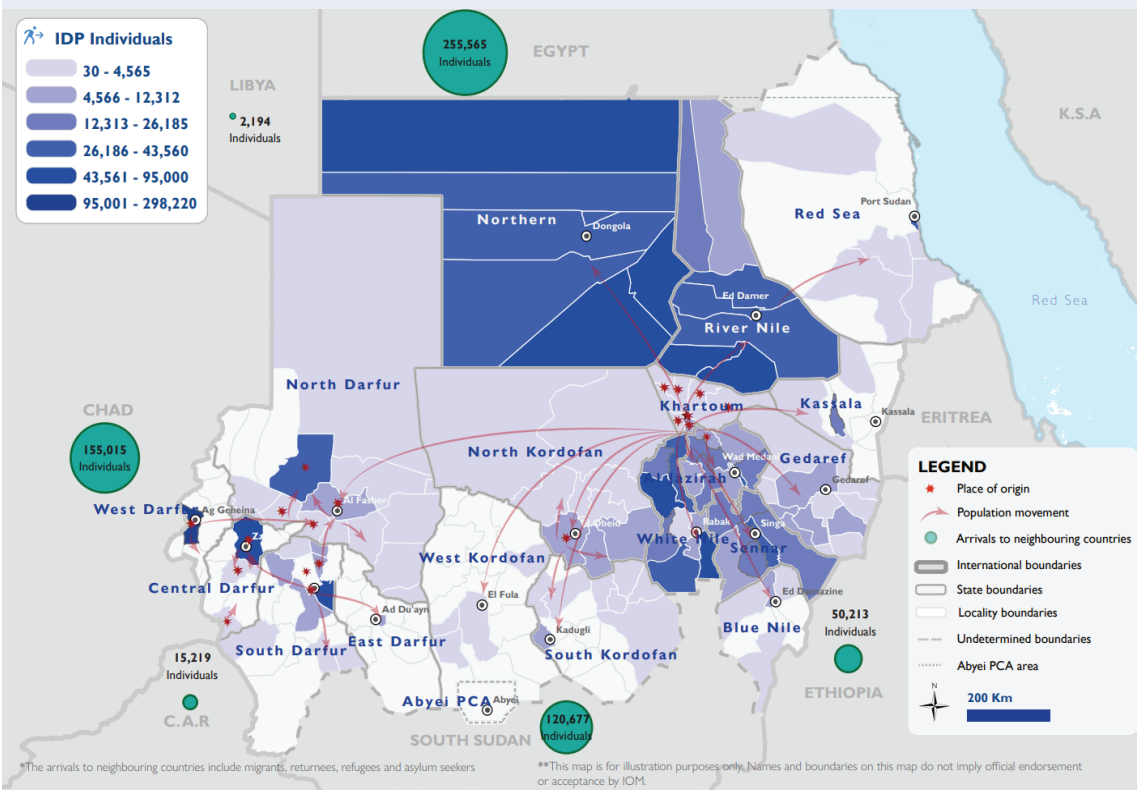 IDP Individuals
30 - 4,565
4,566 - 12,312
12,313 - 26,185
26,186 - 43,560
43,561 - 95,000
95,001 - 298,220
255,565
Individuals
EGYPT
LIBYA
2,194
Individuals
K.S.A
Port Sudan
Red Sea
Northern
Dongola
Red Sea
Ed Damer
River Nile
North Darfur
Khartoum
Kassala
Kassala
ERITREA
CHAD
155,015
Individuals
North Kordofan
Wad Medani
Gedaref
Gedaref
West Darfur
Ag Geneina
Al Fasher
Rabak
Singa
White Nile
Sennar
West Kordofan
Central Darfur
El Fula
Ed Damazine
Ad Du'ayn
Kadugli
Blue Nile
South Darfur
East Darfur
South Kordofan
50,213
Individuals
15,219
Individuals
C.A.R
Abyei PCA
Abyei
ETHIOPIA
SOUTH SUDAN
120,677
Individuals
LEGEND
Place of origin
Population movement
Arrivals to neighbouring countries
International boundaries
State boundaries
Locality boundaries
Undetermined boundaries
Abyei PCA area
N
200 Km
*The arrivals to neighbouring countries include migrants, returnees, refugees and asylum seekers
**This map is for illustration purposes only. Names and boundaries on this map do not imply official endorsement
or acceptance by IOM.